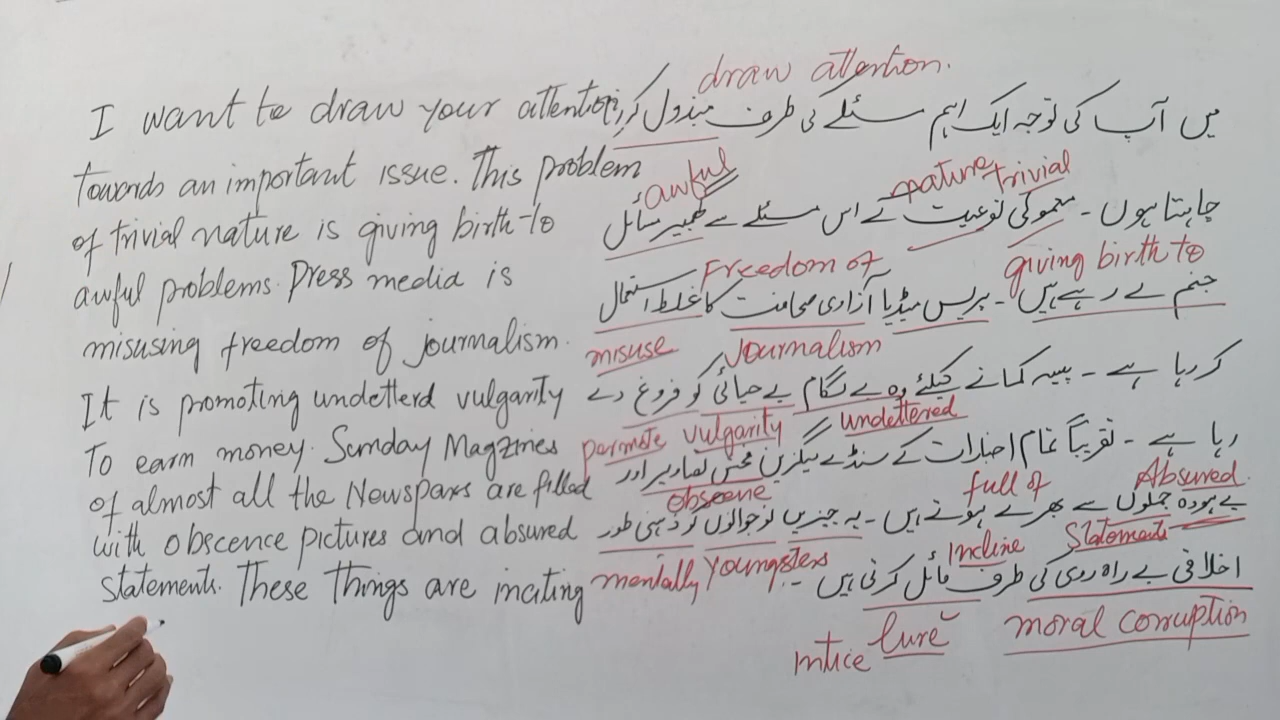 draw attention.
I want to draw your attention
میں آپ کی توجہ ایک اہم مسئلے کی طرف مبذول کر
towards an important issue. This problem
awful nature trivial
of trivial nature is giving birth to
چاہتا ہوں ۔ معمولی نوعیت کے اس مسئلے سے گھمبیر مسائل
Freedom of giving birth to
awful problems. Press media is
جنم لے رہے ہیں ۔ پریس میڈیا آزادی صحافت کا غلط استعمال
misuse Journalism
misusing freedom of journalism.
کر رہا ہے ۔ پیسہ کمانے کیلئے وہ بے لگام بے حیائی کو فروغ دے
It is promoting undetterd vulgarity
promote vulgarity undettered
To earn money. Sunday Magzines
رہا ہے ۔ تقریباً تمام اخبارات کے سنڈے میگزین فحش تصاویر اور
obscene full of Absured
of almost all the Newspaxs are filled
بے ہودہ جملوں سے بھرے ہوتے ہیں ۔ یہ چیزیں نوجوانوں کو ذہنی طور
with obscence pictures and absured
mentally Youngsters Incline Statements
statements. These things are inciting
اخلاقی بے راہ روی کی طرف مائل کرتی ہیں ۔
intice lure moral corruption